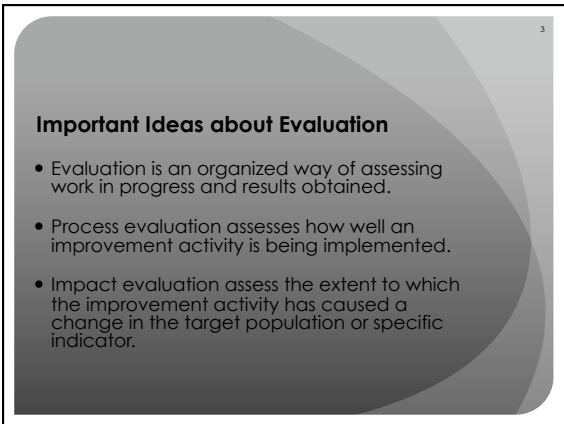 3
Important Ideas about Evaluation
• Evaluation is an organized way of assessing
work in progress and results obtained.
• Process evaluation assesses how well an
improvement activity is being implemented.
• Impact evaluation assess the extent to which
the improvement activity has caused a
change in the target population or specific
indicator.